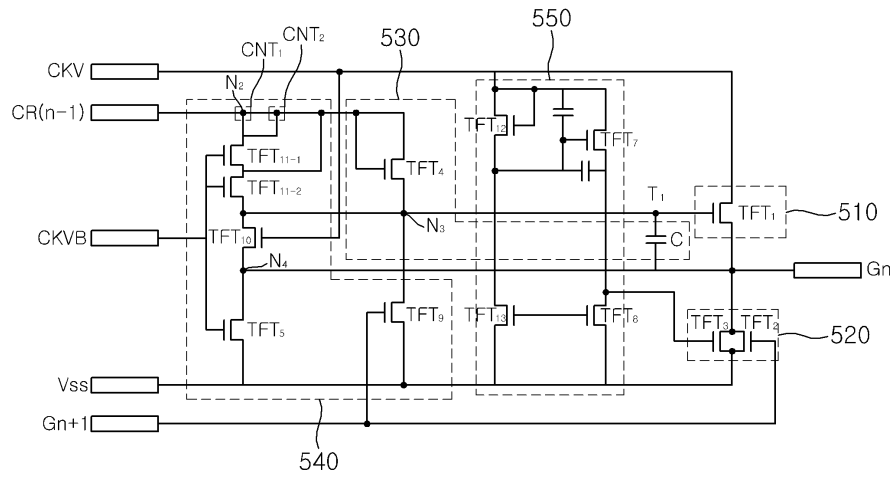 530
550
CNT₁
CNT₂
CKV
N₂
CR(n-1)
TFT₁₂
TFT₇
TFT₁₁₋₁
TFT₄
TFT₁₁₋₂
T₁
TFT₁
510
N₃
CKVB
TFT₁₀
C
N₄
Gn
TFT₅
TFT₉
TFT₁₃
TFT₈
TFT₃
TFT₂
520
Vss
Gn+1
540